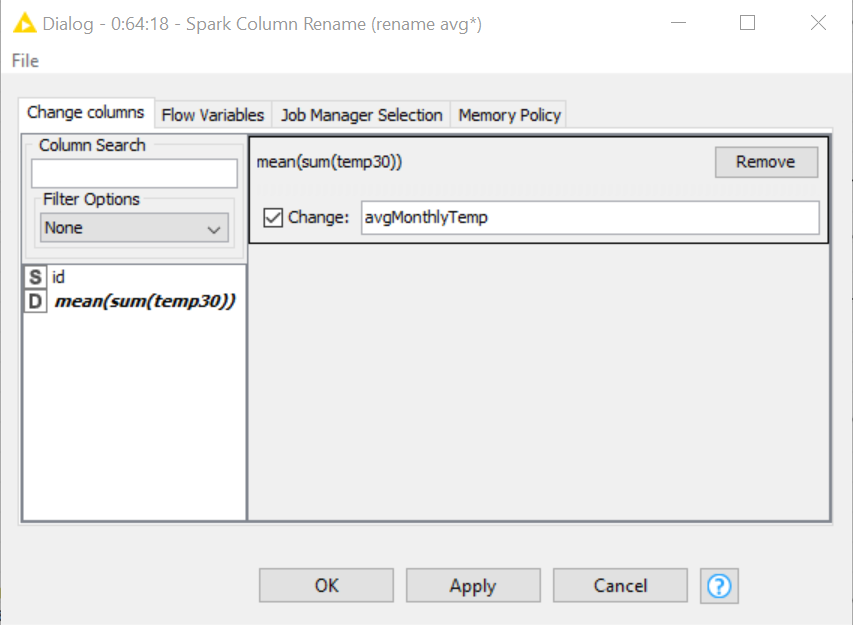 Dialog - 0:64:18 - Spark Column Rename (rename avg*)
File
Change columns Flow Variables Job Manager Selection Memory Policy
Column Search
Filter Options
None
S id
D mean(sum(temp30))
mean(sum(temp30)) Remove
Change: avgMonthlyTemp
OK Apply Cancel ?